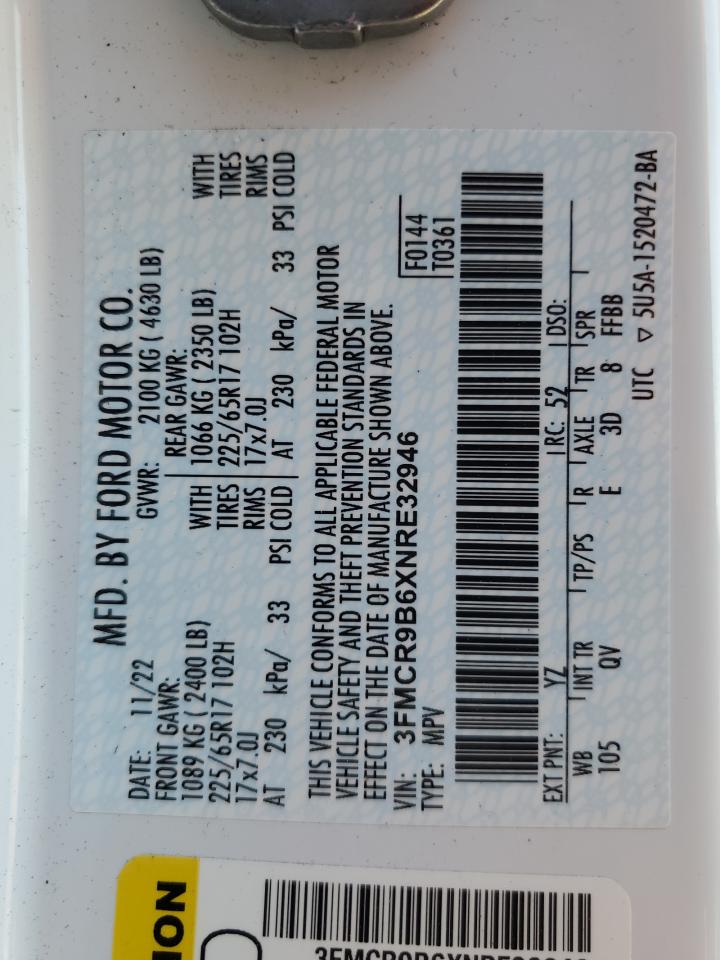 MFD. BY FORD MOTOR CO.
DATE: 11/22 GVWR: 2100 KG ( 4630 LB)
FRONT GAWR: REAR GAWR:
1089 KG ( 2400 LB) WITH 1066 KG ( 2350 LB) WITH
225/65R17 102H TIRES 225/65R17 102H TIRES
17x7.0J RIMS 17x7.0J RIMS
AT 230 kPa/ 33 PSI COLD AT 230 kPa/ 33 PSI COLD
THIS VEHICLE CONFORMS TO ALL APPLICABLE FEDERAL MOTOR
VEHICLE SAFETY AND THEFT PREVENTION STANDARDS IN
EFFECT ON THE DATE OF MANUFACTURE SHOWN ABOVE.
VIN: 3FMCR9B6XNRE32946 F0144
TYPE: MPV T0361
EXT PNT: YZ RC: 52 DSO:
WB INT TR TP/PS R AXLE TR SPR
105 QV E 3D 8 FFBB
UTC ▽ 5U5A-1520472-BA